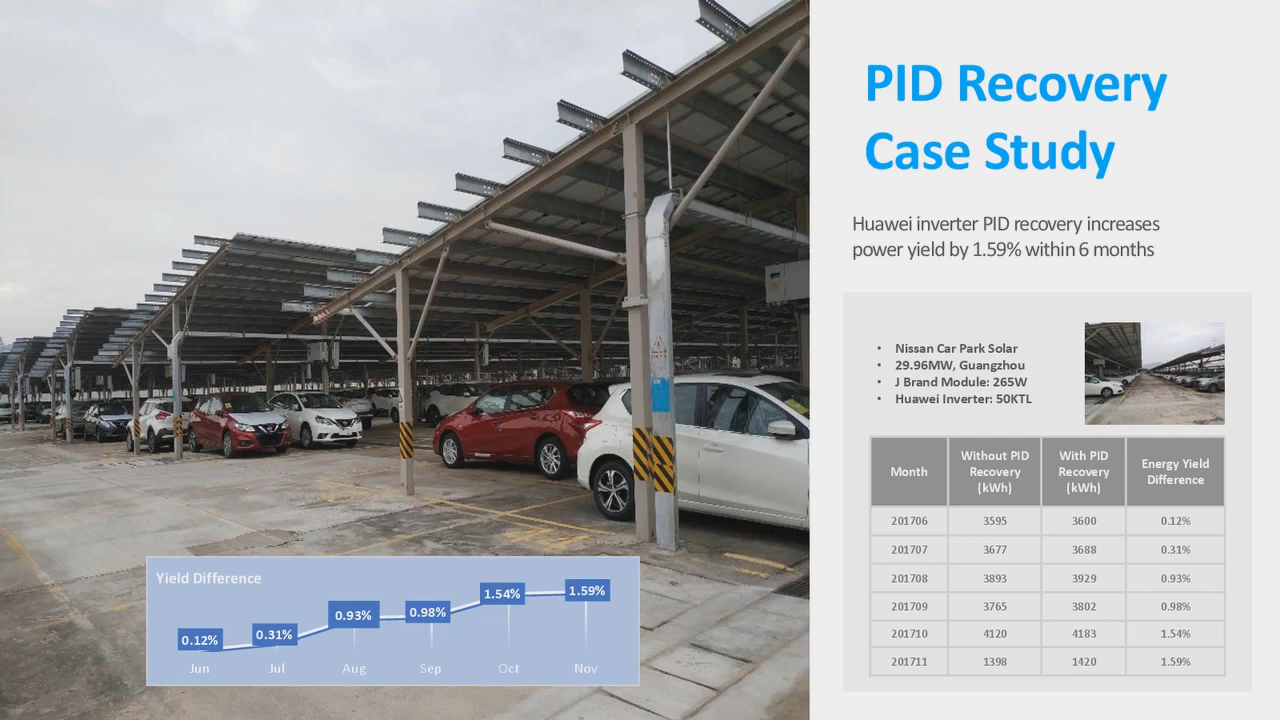 PID Recovery
Case Study
Huawei inverter PID recovery increases
power yield by 1.59% within 6 months
• Nissan Car Park Solar
• 29.96MW, Guangzhou
• J Brand Module: 265W
• Huawei Inverter: 50KTL
Month | Without PID Recovery (kWh) | With PID Recovery (kWh) | Energy Yield Difference
201706 3595 3600 0.12%
201707 3677 3688 0.31%
201708 3893 3929 0.93%
201709 3765 3802 0.98%
201710 4120 4183 1.54%
201711 1398 1420 1.59%
Yield Difference
0.12% 0.31% 0.93% 0.98% 1.54% 1.59%
Jun Jul Aug Sep Oct Nov